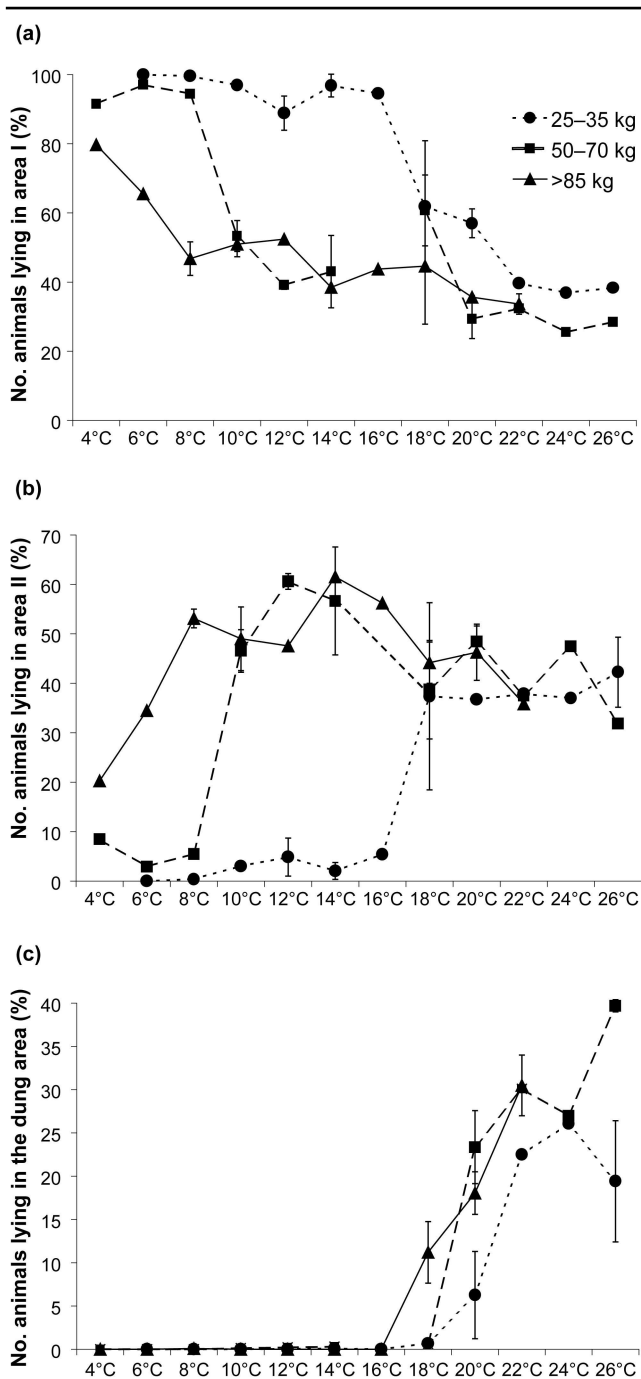 (a)
No. animals lying in area I (%)
100
80
60
40
20
0
25–35 kg
50–70 kg
>85 kg
4°C 6°C 8°C 10°C 12°C 14°C 16°C 18°C 20°C 22°C 24°C 26°C
(b)
No. animals lying in area II (%)
70
60
50
40
30
20
10
0
4°C 6°C 8°C 10°C 12°C 14°C 16°C 18°C 20°C 22°C 24°C 26°C
(c)
No. animals lying in the dung area (%)
40
35
30
25
20
15
10
5
0
4°C 6°C 8°C 10°C 12°C 14°C 16°C 18°C 20°C 22°C 24°C 26°C